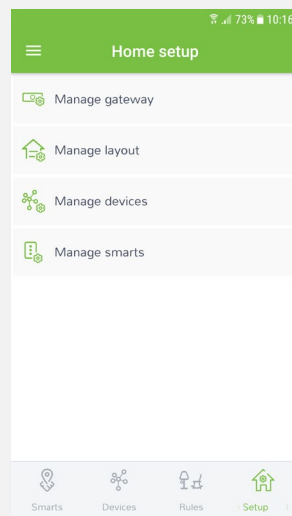 73% 10:16
Home setup
Manage gateway
Manage layout
Manage devices
Manage smarts
Smarts Devices Rules Setup